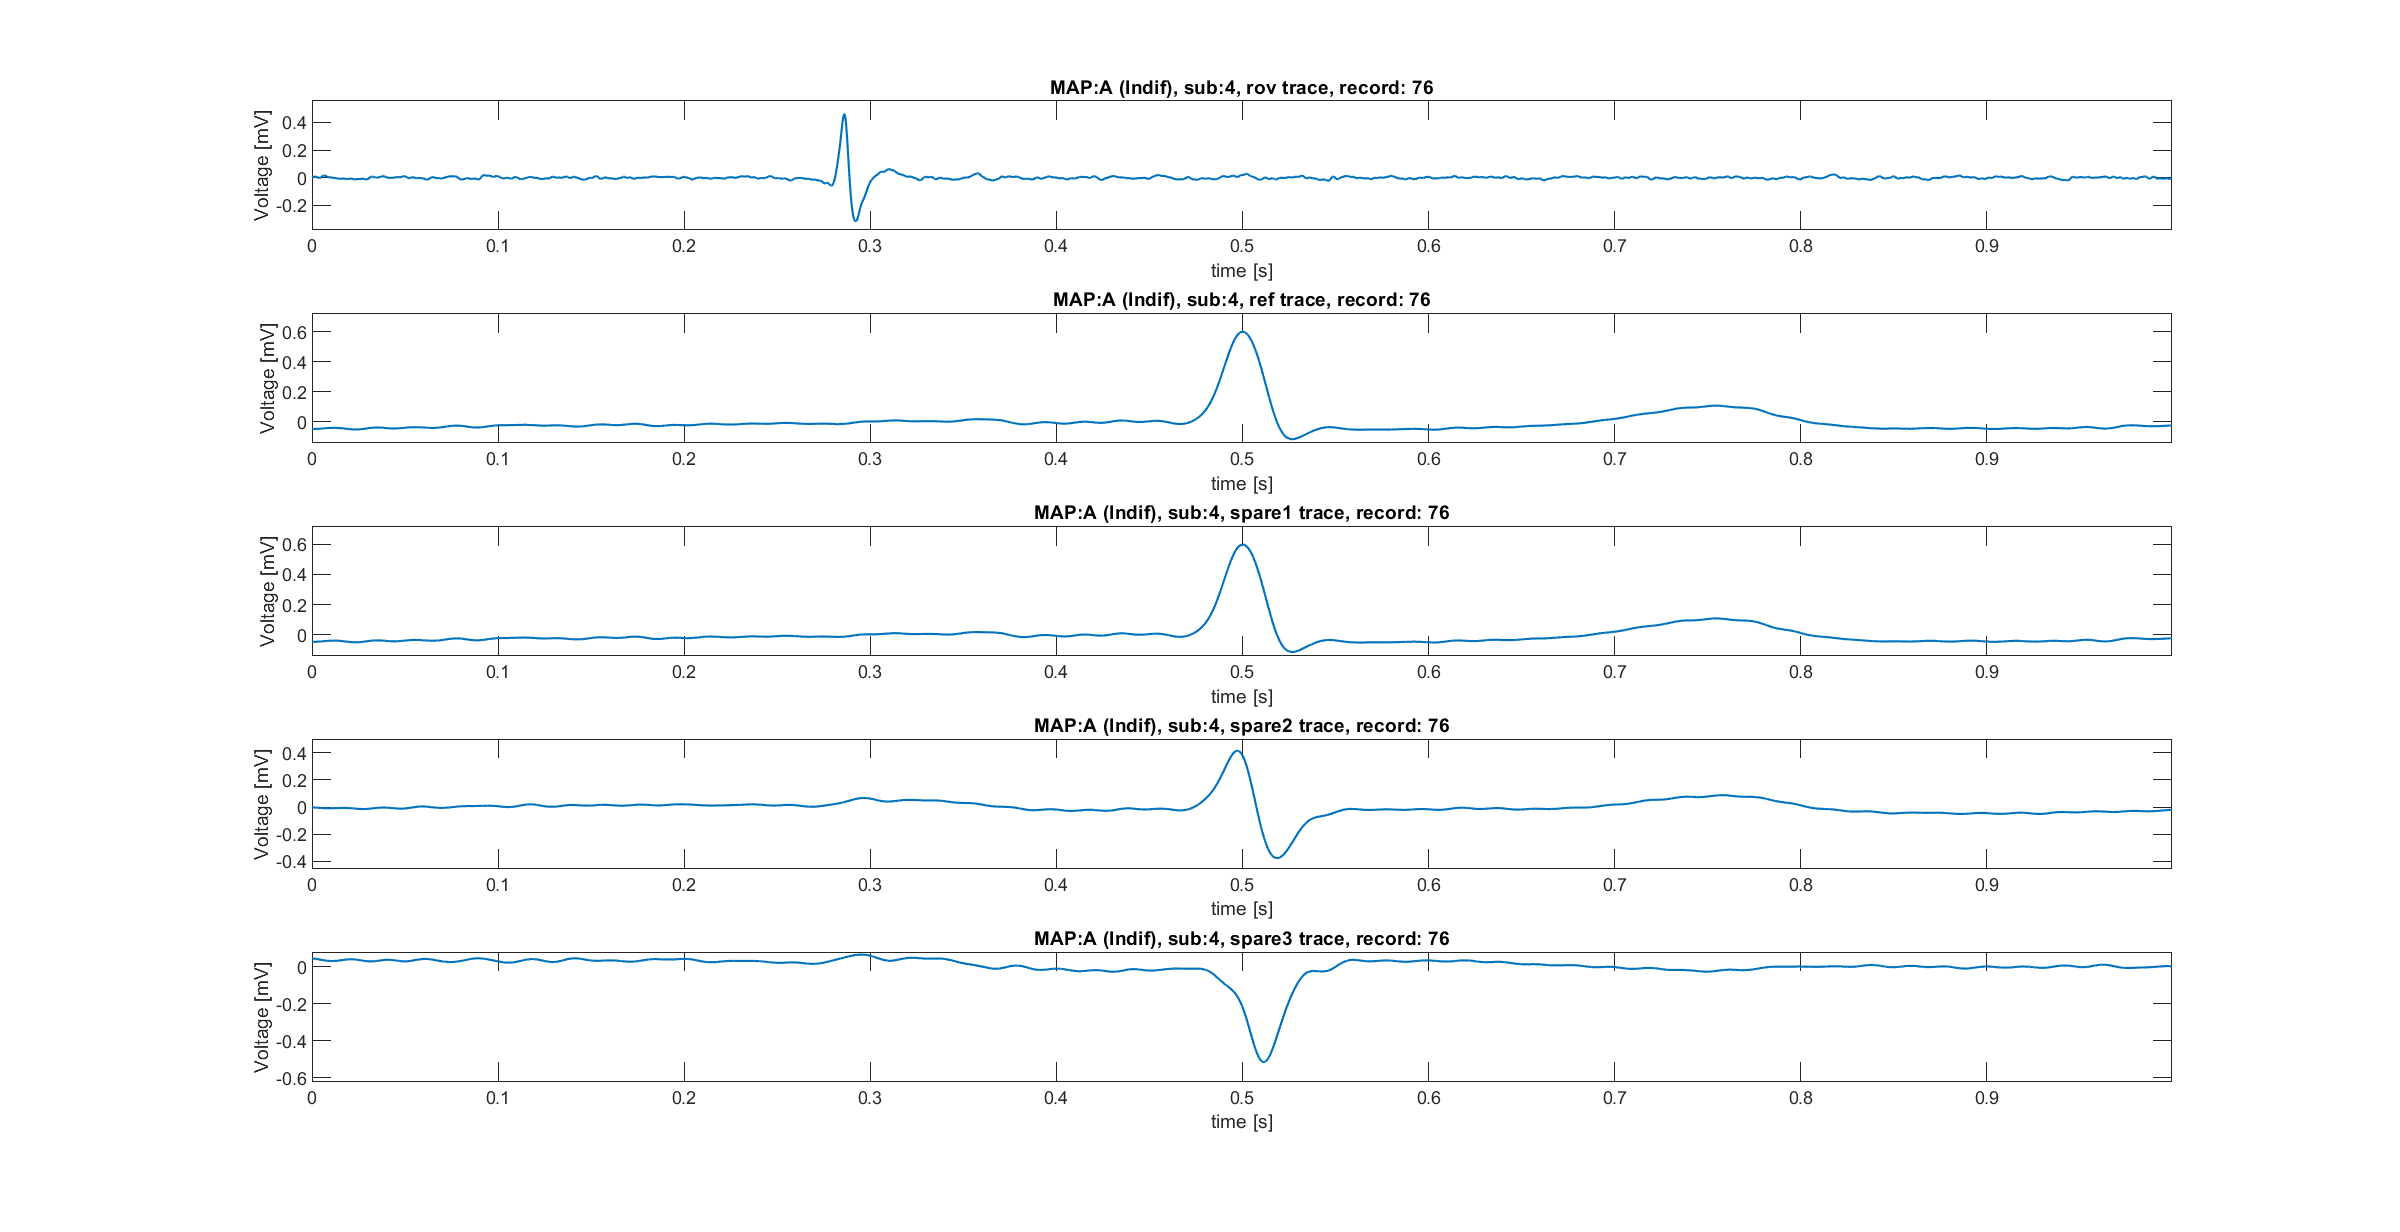 MAP:A (Indif), sub:4, rov trace, record: 76
Voltage [mV]
0.4
0.2
0
-0.2
0 0.1 0.2 0.3 0.4 0.5 0.6 0.7 0.8 0.9
time [s]
MAP:A (Indif), sub:4, ref trace, record: 76
Voltage [mV]
0.6
0.4
0.2
0
0 0.1 0.2 0.3 0.4 0.5 0.6 0.7 0.8 0.9
time [s]
MAP:A (Indif), sub:4, spare1 trace, record: 76
Voltage [mV]
0.6
0.4
0.2
0
0 0.1 0.2 0.3 0.4 0.5 0.6 0.7 0.8 0.9
time [s]
MAP:A (Indif), sub:4, spare2 trace, record: 76
Voltage [mV]
0.4
0.2
0
-0.2
-0.4
0 0.1 0.2 0.3 0.4 0.5 0.6 0.7 0.8 0.9
time [s]
MAP:A (Indif), sub:4, spare3 trace, record: 76
Voltage [mV]
0
-0.2
-0.4
-0.6
0 0.1 0.2 0.3 0.4 0.5 0.6 0.7 0.8 0.9
time [s]